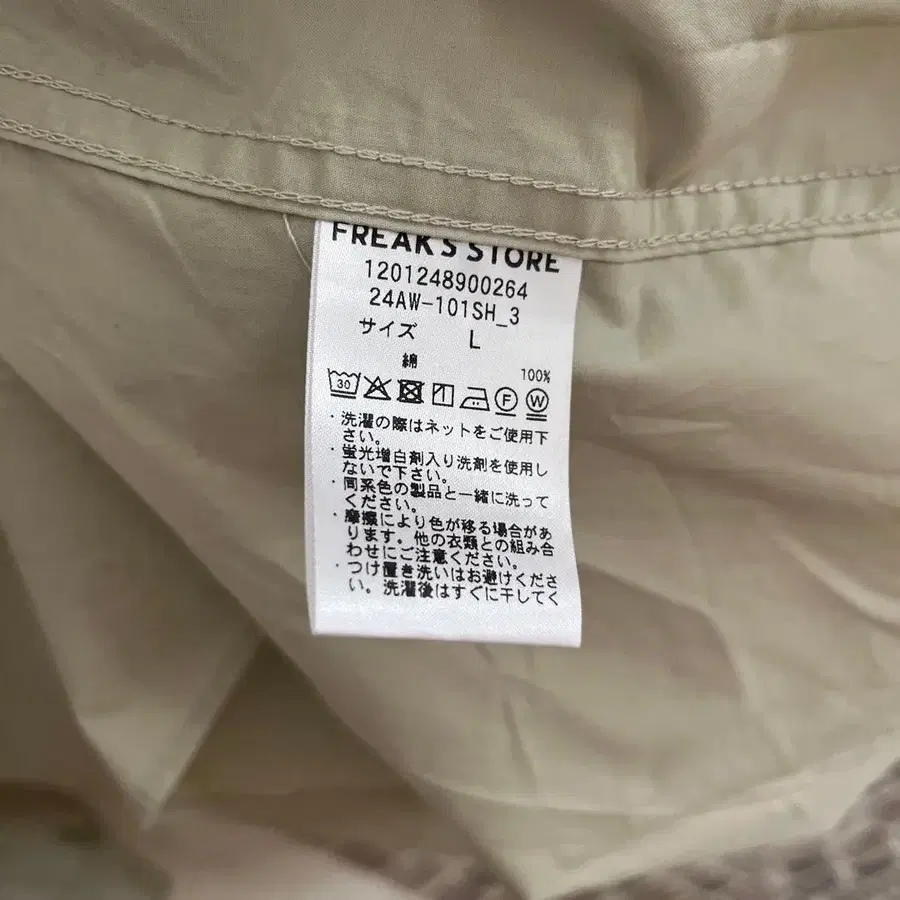 FREAK'S STORE
1201248900264
24AW-101SH_3
サイズ L
綿 100%
30 F W
・洗濯の際はネットをご使用下
さい。
・蛍光増白剤入り洗剤を使用し
ないで下さい。
・同系色の製品と一緒に洗って
ください。
・摩擦により色が移る場合があ
ります。他の衣類との組み合
わせにご注意ください。
・つけ置き洗いはお避けくださ
い。洗濯後はすぐに干してく